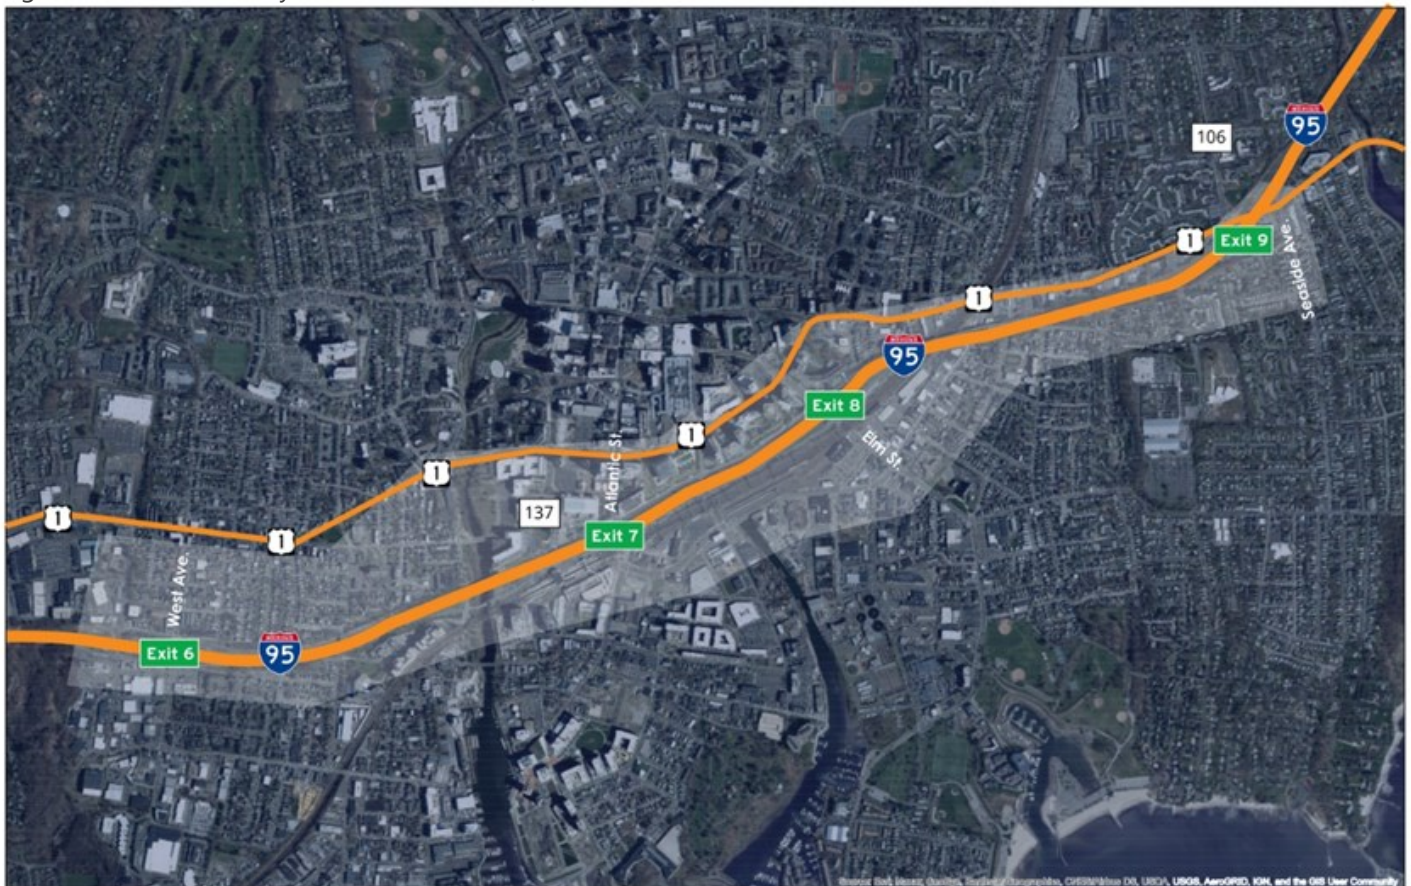 106
95
1
Exit 9
Seaside Ave.
1
95
Exit 8
1
Elm St.
1
Atlantic St.
137
1
Exit 7
1
West Ave.
Exit 6
95
USGS, AeroGRID, IGN, and the GIS User Community